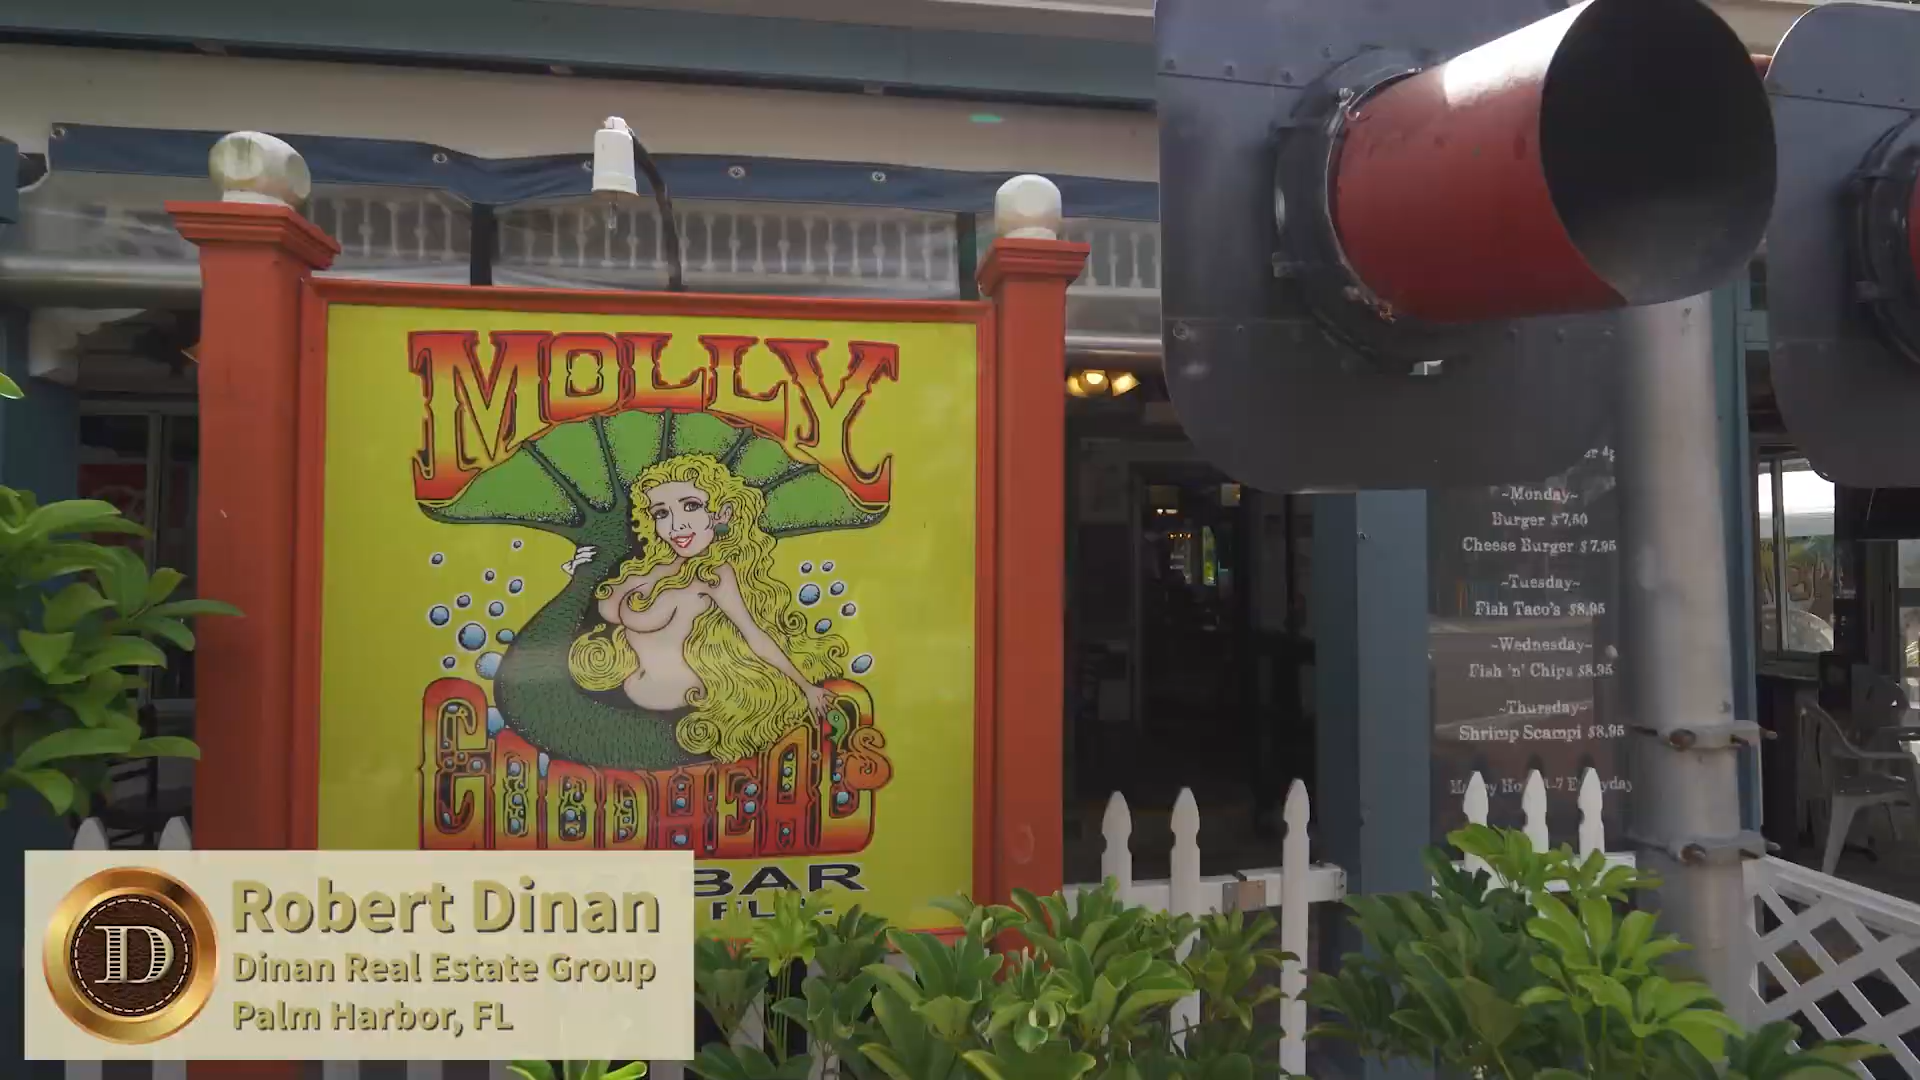 MOLLY
GOODHEAD'S
BAR
FL.
~Monday~
Burger $7.50
Cheese Burger $7.95
~Tuesday~
Fish Taco's $8.95
~Wednesday~
Fish 'n' Chips $8.95
~Thursday~
Shrimp Scampi $8.95
D
Robert Dinan
Dinan Real Estate Group
Palm Harbor, FL